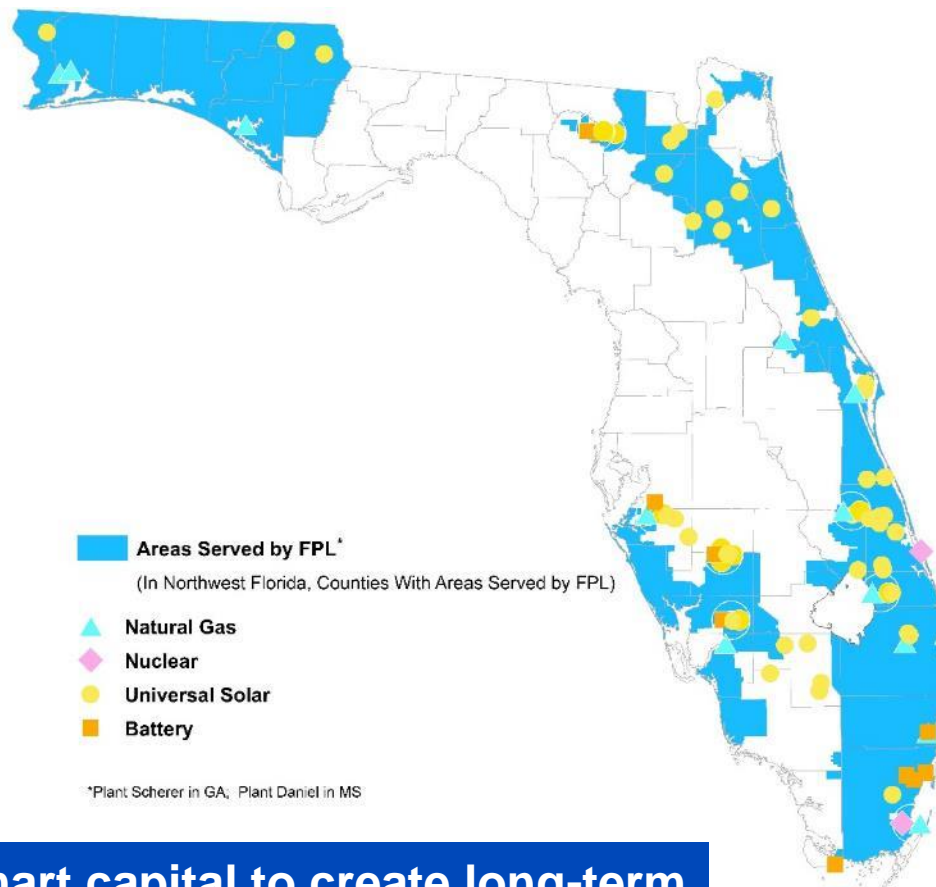 Areas Served by FPL*
(In Northwest Florida, Counties With Areas Served by FPL)
Natural Gas
Nuclear
Universal Solar
Battery
*Plant Scherer in GA; Plant Daniel in MS
capital to create long-term